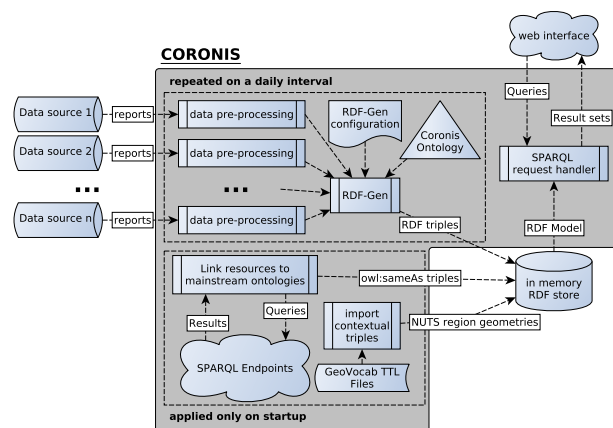 CORONIS
web interface
repeated on a daily interval
Data source 1
reports
data pre-processing
RDF-Gen
configuration
Coronis
Ontology
Queries
Result sets
Data source 2
reports
data pre-processing
SPARQL
request handler
...
...
RDF-Gen
Data source n
reports
data pre-processing
RDF triples
RDF Model
Link resources to
mainstream ontologies
owl:sameAs triples
in memory
RDF store
Queries
Results
import
contextual
triples
NUTS region geometries
SPARQL Endpoints
GeoVocab TTL
Files
applied only on startup